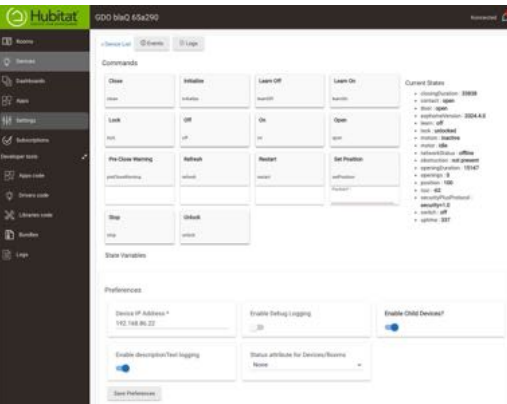 Hubitat
GDO blaQ 65a290
Rooms
Devices
Dashboards
Apps
Settings
Subscriptions
Developer tools
Apps code
Drivers code
Libraries code
Bundles
Logs
Device List
Events
Logs
Commands
Close
close
Initialize
initialize
Learn Off
learnOff
Learn On
learnOn
Lock
lock
Off
off
On
on
Open
open
Pre Close Warning
preCloseWarning
Refresh
refresh
Restart
restart
Set Position
setPosition
Position*
Stop
stop
Unlock
unlock
Current States
contact : open
door : open
esphomeVersion : 2024.4.0
learn : off
lock : unlocked
motion : inactive
motor : idle
networkStatus : offline
obstruction : not present
openingDuration : 15147
position : 100
securityPlusProtocol :
security+1.0
switch : off
uptime : 337
State Variables
Preferences
Device IP Address *
192.168.86.22
Enable Debug Logging
Enable Child Devices?
Enable descriptionText logging
Status attribute for Devices/Rooms
None
Save Preferences